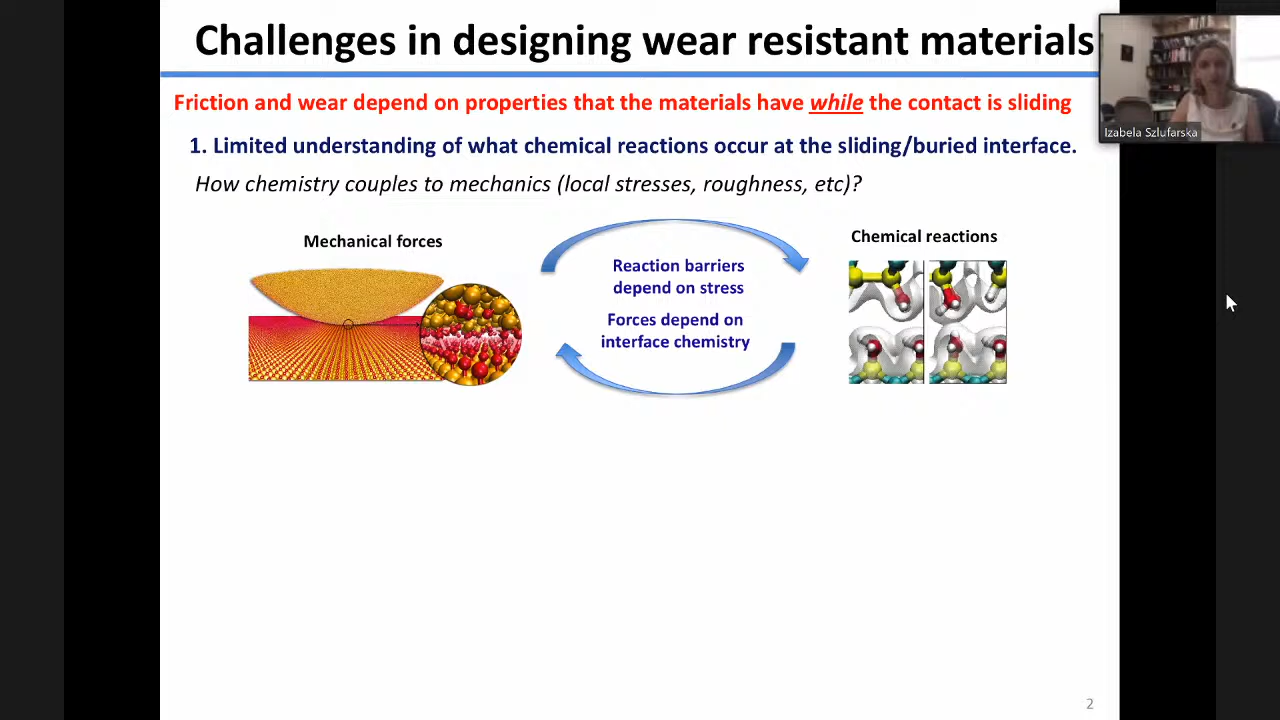 Challenges in designing wear resistant materials
Izabela Szlufarska
Friction and wear depend on properties that the materials have while the contact is sliding
1. Limited understanding of what chemical reactions occur at the sliding/buried interface.
How chemistry couples to mechanics (local stresses, roughness, etc)?
Mechanical forces
Chemical reactions
Reaction barriers
depend on stress
Forces depend on
interface chemistry
2